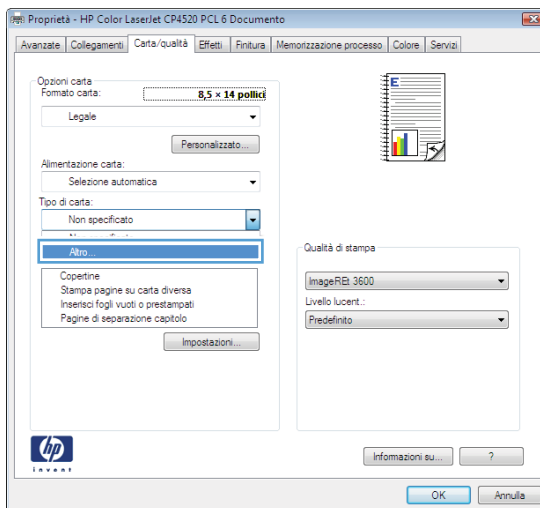 Proprietà - HP Color LaserJet CP4520 PCL 6 Documento
Avanzate Collegamenti Carta/qualità Effetti Finitura Memorizzazione processo Colore Servizi
Opzioni carta
Formato carta:
8,5 × 14 pollici
Legale
Personalizzato...
Alimentazione carta:
Selezione automatica
Tipo di carta:
Non specificato
Altro...
Copertine
Stampa pagine su carta diversa
Inserisci fogli vuoti o prestampati
Pagine di separazione capitolo
Impostazioni...
E
Qualità di stampa
ImageREt 3600
Livello lucent.:
Predefinito
hp
invent
Informazioni su...
?
OK
Annulla